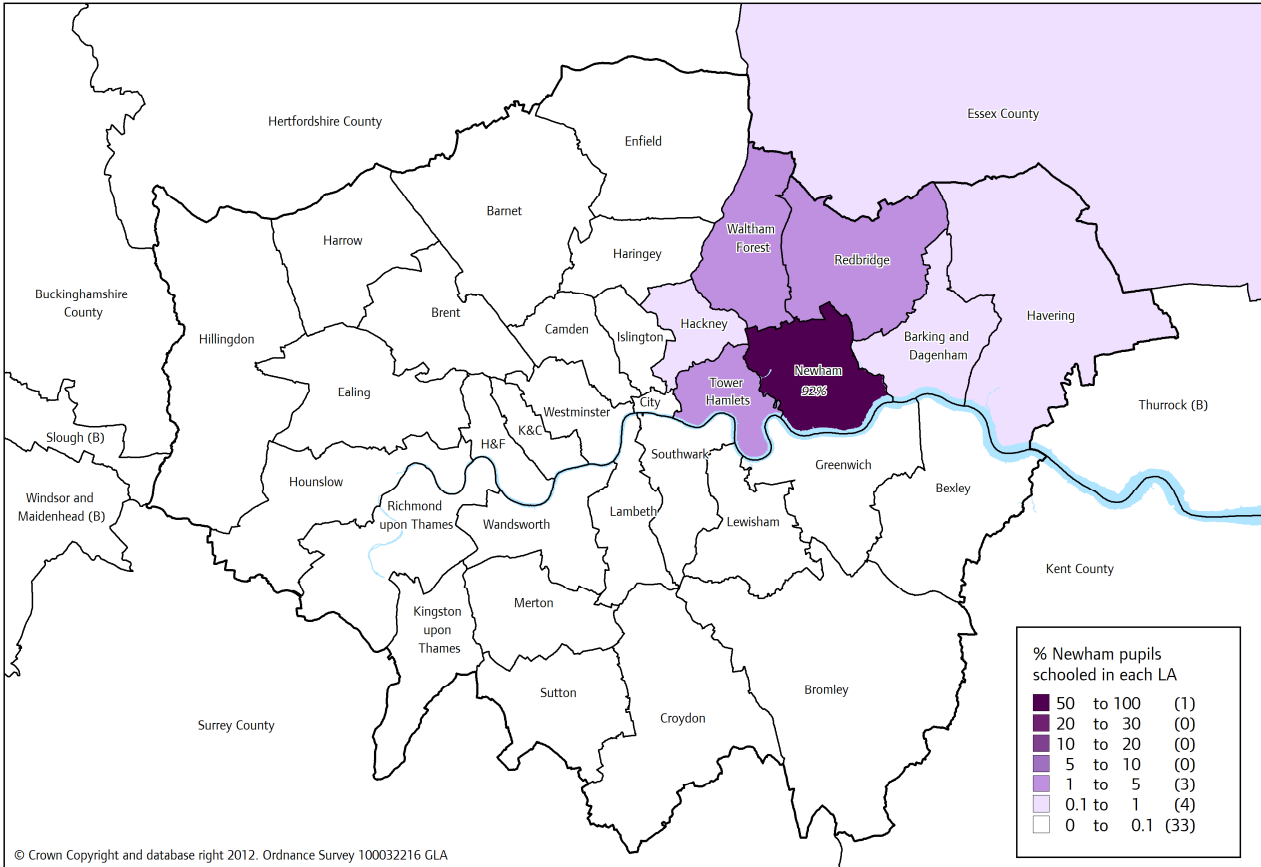 Essex County
Hertfordshire County
Enfield
Barnet
Waltham
Forest
Harrow
Haringey
Redbridge
Buckinghamshire
County
Brent
Hackney
Havering
Hillingdon
Camden
Islington
Barking and
Dagenham
Newham
92%
Ealing
Tower
Hamlets
Westminster
City
Thurrock (B)
K&C
Slough (B)
H&F
Southwark
Greenwich
Hounslow
Bexley
Windsor and
Maidenhead (B)
Richmond
upon Thames
Wandsworth
Lambeth
Lewisham
Kent County
Merton
Kingston
upon
Thames
Sutton
Bromley
Croydon
Surrey County
% Newham pupils
schooled in each LA
50 to 100 (1)
20 to 30 (0)
10 to 20 (0)
5 to 10 (0)
1 to 5 (3)
0.1 to 1 (4)
0 to 0.1 (33)
© Crown Copyright and database right 2012. Ordnance Survey 100032216 GLA